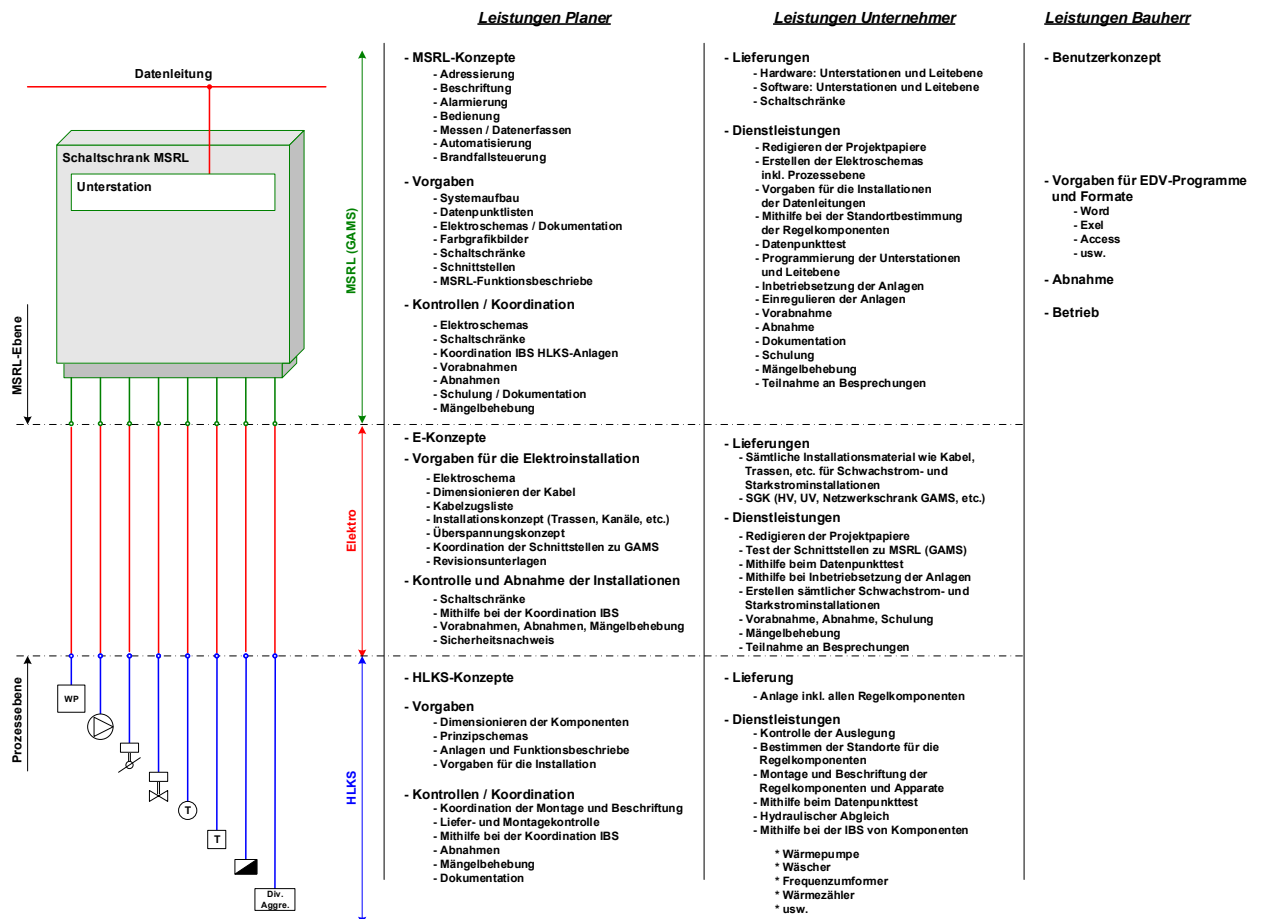 Leistungen Planer
Leistungen Unternehmer
Leistungen Bauherr
Datenleitung
Schaltschrank MSRL
Unterstation
MSRL-Ebene
Prozessebene
WP
T
T
Div.
Aggre.
MSRL (GAMS)
Elektro
HLKS
- MSRL-Konzepte
- Adressierung
- Beschriftung
- Alarmierung
- Bedienung
- Messen / Datenerfassen
- Automatisierung
- Brandfallsteuerung
- Vorgaben
- Systemaufbau
- Datenpunktlisten
- Elektroschemas / Dokumentation
- Farbgrafikbilder
- Schaltschränke
- Schnittstellen
- MSRL-Funktionsbeschriebe
- Kontrollen / Koordination
- Elektroschemas
- Schaltschränke
- Koordination IBS HLKS-Anlagen
- Vorabnahmen
- Abnahmen
- Schulung / Dokumentation
- Mängelbehebung
- E-Konzepte
- Vorgaben für die Elektroinstallation
- Elektroschema
- Dimensionieren der Kabel
- Kabelzugsliste
- Installationskonzept (Trassen, Kanäle, etc.)
- Überspannungskonzept
- Koordination der Schnittstellen zu GAMS
- Revisionsunterlagen
- Kontrolle und Abnahme der Installationen
- Schaltschränke
- Mithilfe bei der Koordination IBS
- Vorabnahmen, Abnahmen, Mängelbehebung
- Sicherheitsnachweis
- HLKS-Konzepte
- Vorgaben
- Dimensionieren der Komponenten
- Prinzipschemas
- Anlagen und Funktionsbeschriebe
- Vorgaben für die Installation
- Kontrollen / Koordination
- Koordination der Montage und Beschriftung
- Liefer- und Montagekontrolle
- Mithilfe bei der Koordination IBS
- Abnahmen
- Mängelbehebung
- Dokumentation
- Lieferungen
- Hardware: Unterstationen und Leitebene
- Software: Unterstationen und Leitebene
- Schaltschränke
- Dienstleistungen
- Redigieren der Projektpapiere
- Erstellen der Elektroschemas
inkl. Prozessebene
- Vorgaben für die Installationen
der Datenleitungen
- Mithilfe bei der Standortbestimmung
der Regelkomponenten
- Datenpunkttest
- Programmierung der Unterstationen
und Leitebene
- Inbetriebsetzung der Anlagen
- Einregulieren der Anlagen
- Vorabnahme
- Abnahme
- Dokumentation
- Schulung
- Mängelbehebung
- Teilnahme an Besprechungen
- Lieferungen
- Sämtliche Installationsmaterial wie Kabel,
Trassen, etc. für Schwachstrom- und
Starkstrominstallationen
- SGK (HV, UV, Netzwerkschrank GAMS, etc.)
- Dienstleistungen
- Redigieren der Projektpapiere
- Test der Schnittstellen zu MSRL (GAMS)
- Mithilfe beim Datenpunkttest
- Mithilfe bei Inbetriebsetzung der Anlagen
- Erstellen sämtlicher Schwachstrom- und
Starkstrominstallationen
- Vorabnahme, Abnahme, Schulung
- Mängelbehebung
- Teilnahme an Besprechungen
- Lieferung
- Anlage inkl. allen Regelkomponenten
- Dienstleistungen
- Kontrolle der Auslegung
- Bestimmen der Standorte für die
Regelkomponenten
- Montage und Beschriftung der
Regelkomponenten und Apparate
- Mithilfe beim Datenpunkttest
- Hydraulischer Abgleich
- Mithilfe bei der IBS von Komponenten
* Wärmepumpe
* Wäscher
* Frequenzumformer
* Wärmezähler
* usw.
- Benutzerkonzept
- Vorgaben für EDV-Programme
und Formate
- Word
- Exel
- Access
- usw.
- Abnahme
- Betrieb